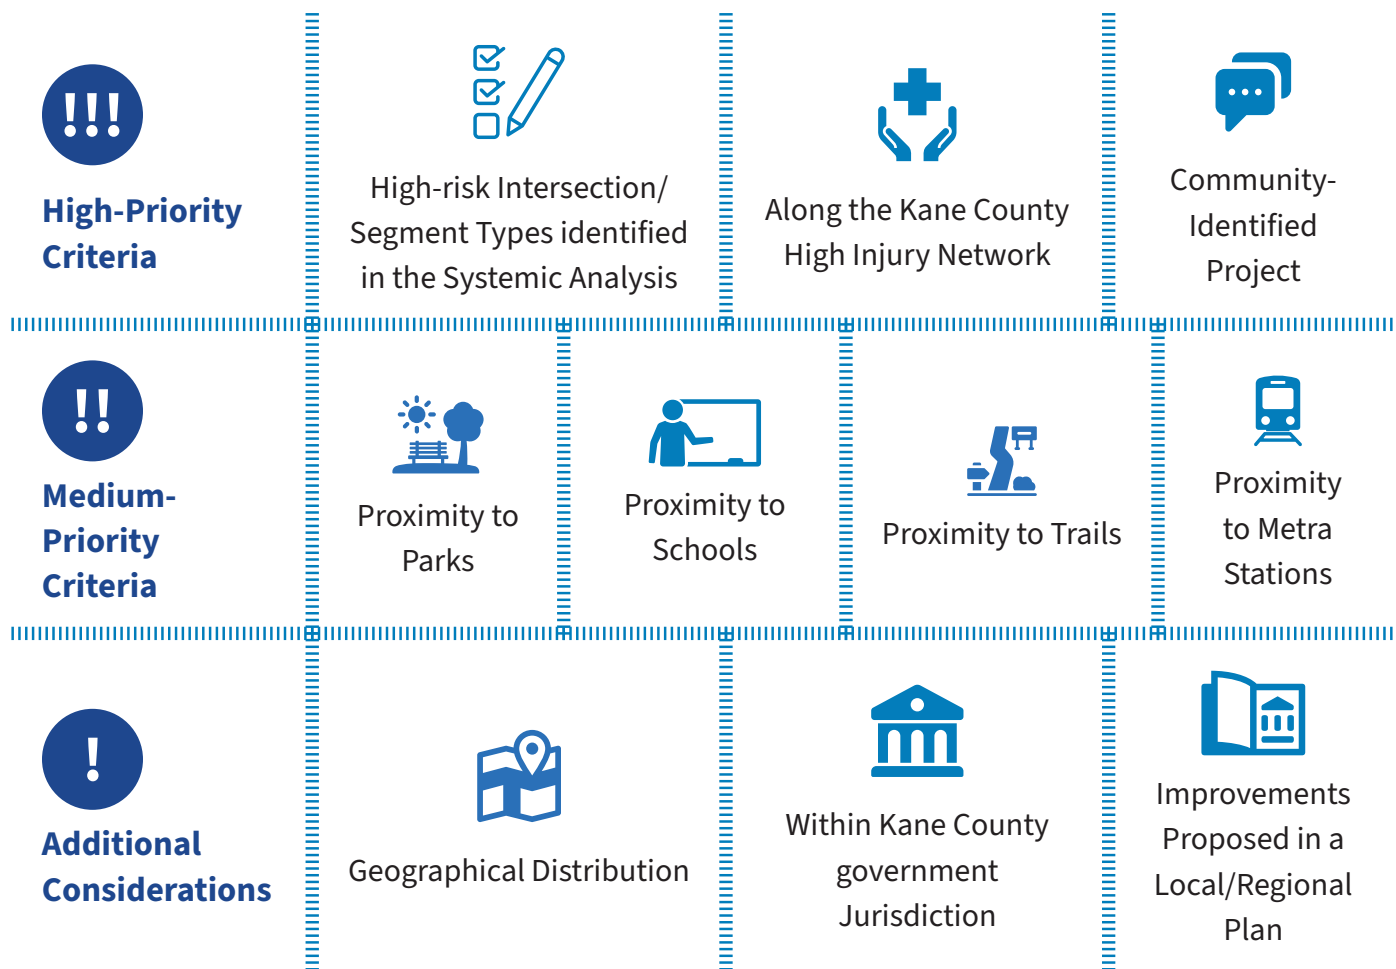 !!!
High-Priority
Criteria
High-risk Intersection/
Segment Types identified
in the Systemic Analysis
Along the Kane County
High Injury Network
Community-
Identified
Project
!!
Medium-
Priority
Criteria
Proximity to
Parks
Proximity to
Schools
Proximity to Trails
Proximity
to Metra
Stations
!
Additional
Considerations
Geographical Distribution
Within Kane County
government
Jurisdiction
Improvements
Proposed in a
Local/Regional
Plan